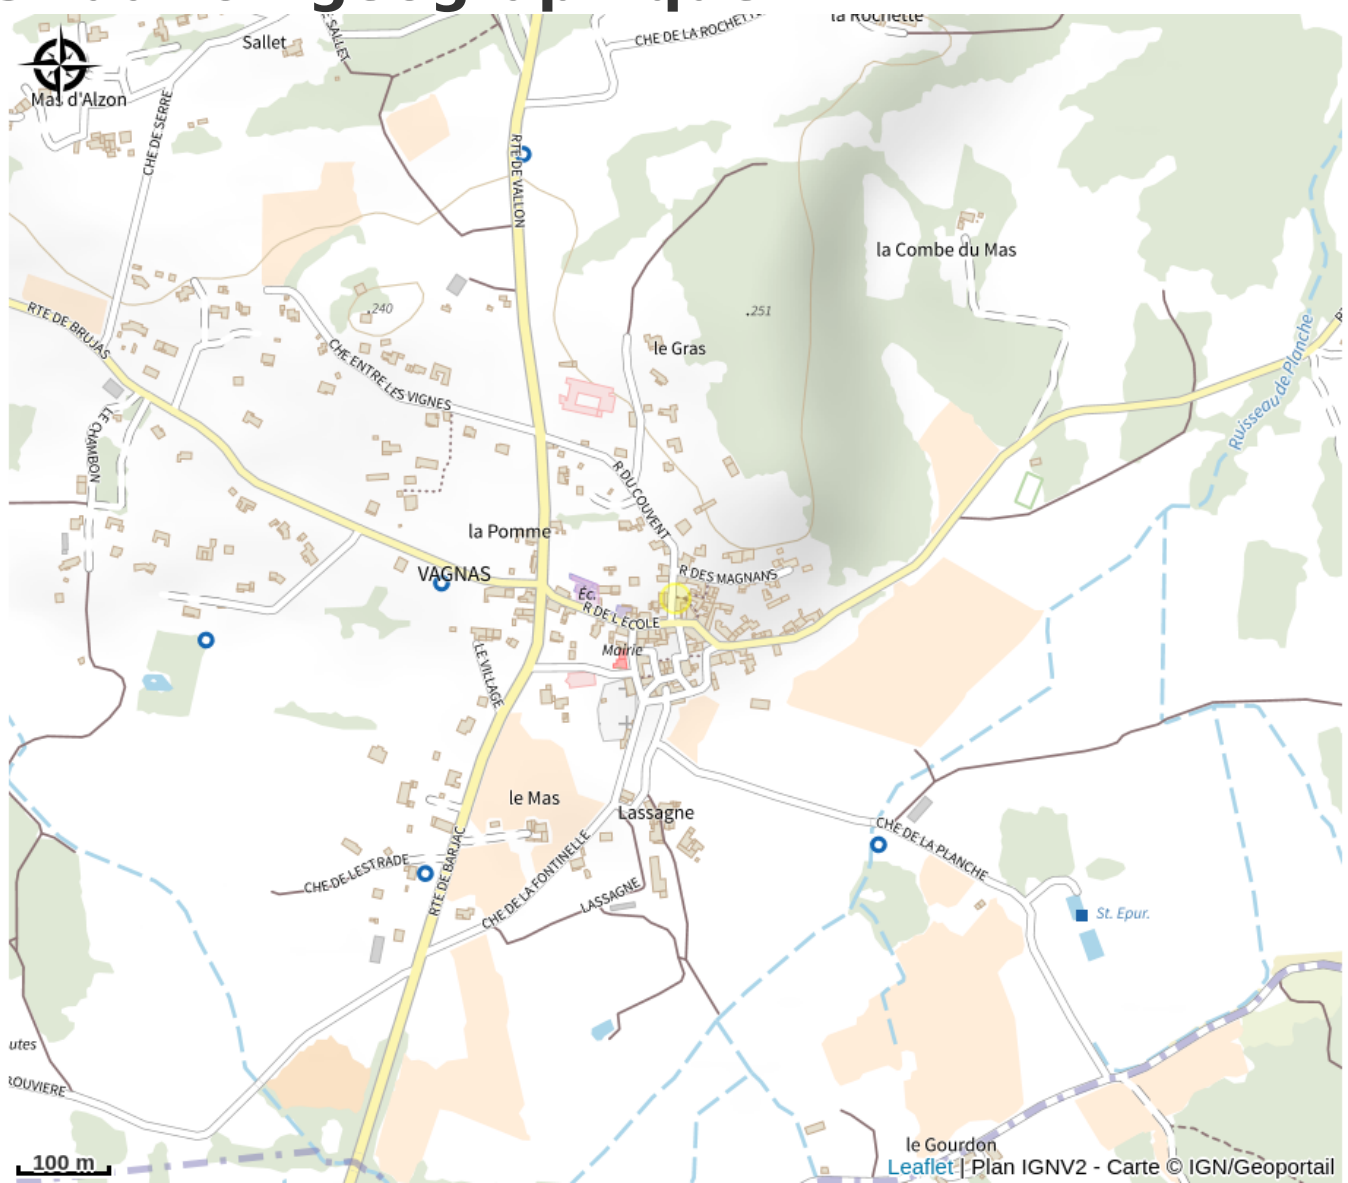 la Rochette
CHE DE LA ROCHETTE
Sallet
E SALLET
Mas d'Alzon
CHE DE SERRE
RTE DE VALLON
la Combe du Mas
.240
.251
RTE DE BRUJAS
CHE ENTRE LES VIGNES
le Gras
Ruisseau de Planche
LE CHAMBON
R DU COUVENT
la Pomme
VAGNAS
R DES MAGNANS
Éc.
R DE L'ÉCOLE
Mairie
LE VILLAGE
le Mas
Lassagne
CHE DE LA PLANCHE
CHE DE LESTRADE
RTE DE BARJAC
CHE DE LA FONTINELLE
LASSAGNE
St. Epur.
utes
ROUVIERE
le Gourdon
100 m
Leaflet | Plan IGNV2 - Carte © IGN/Geoportail